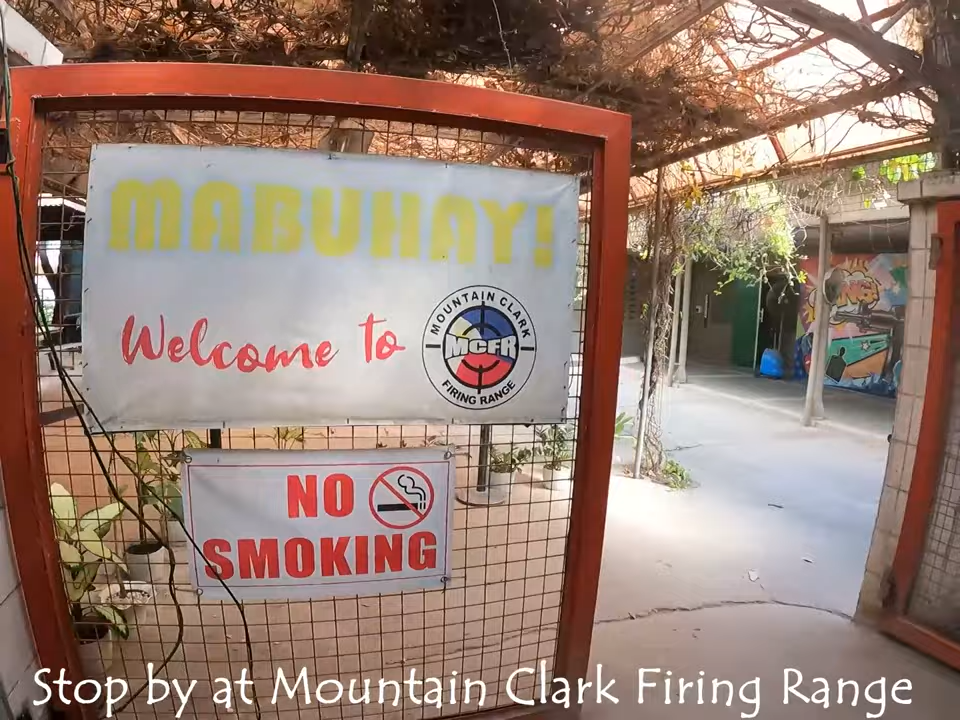 MABUHAY!
Welcome to
MOUNTAIN CLARK
MCFR
FIRING RANGE
NO
SMOKING
Stop by at Mountain Clark Firing Range